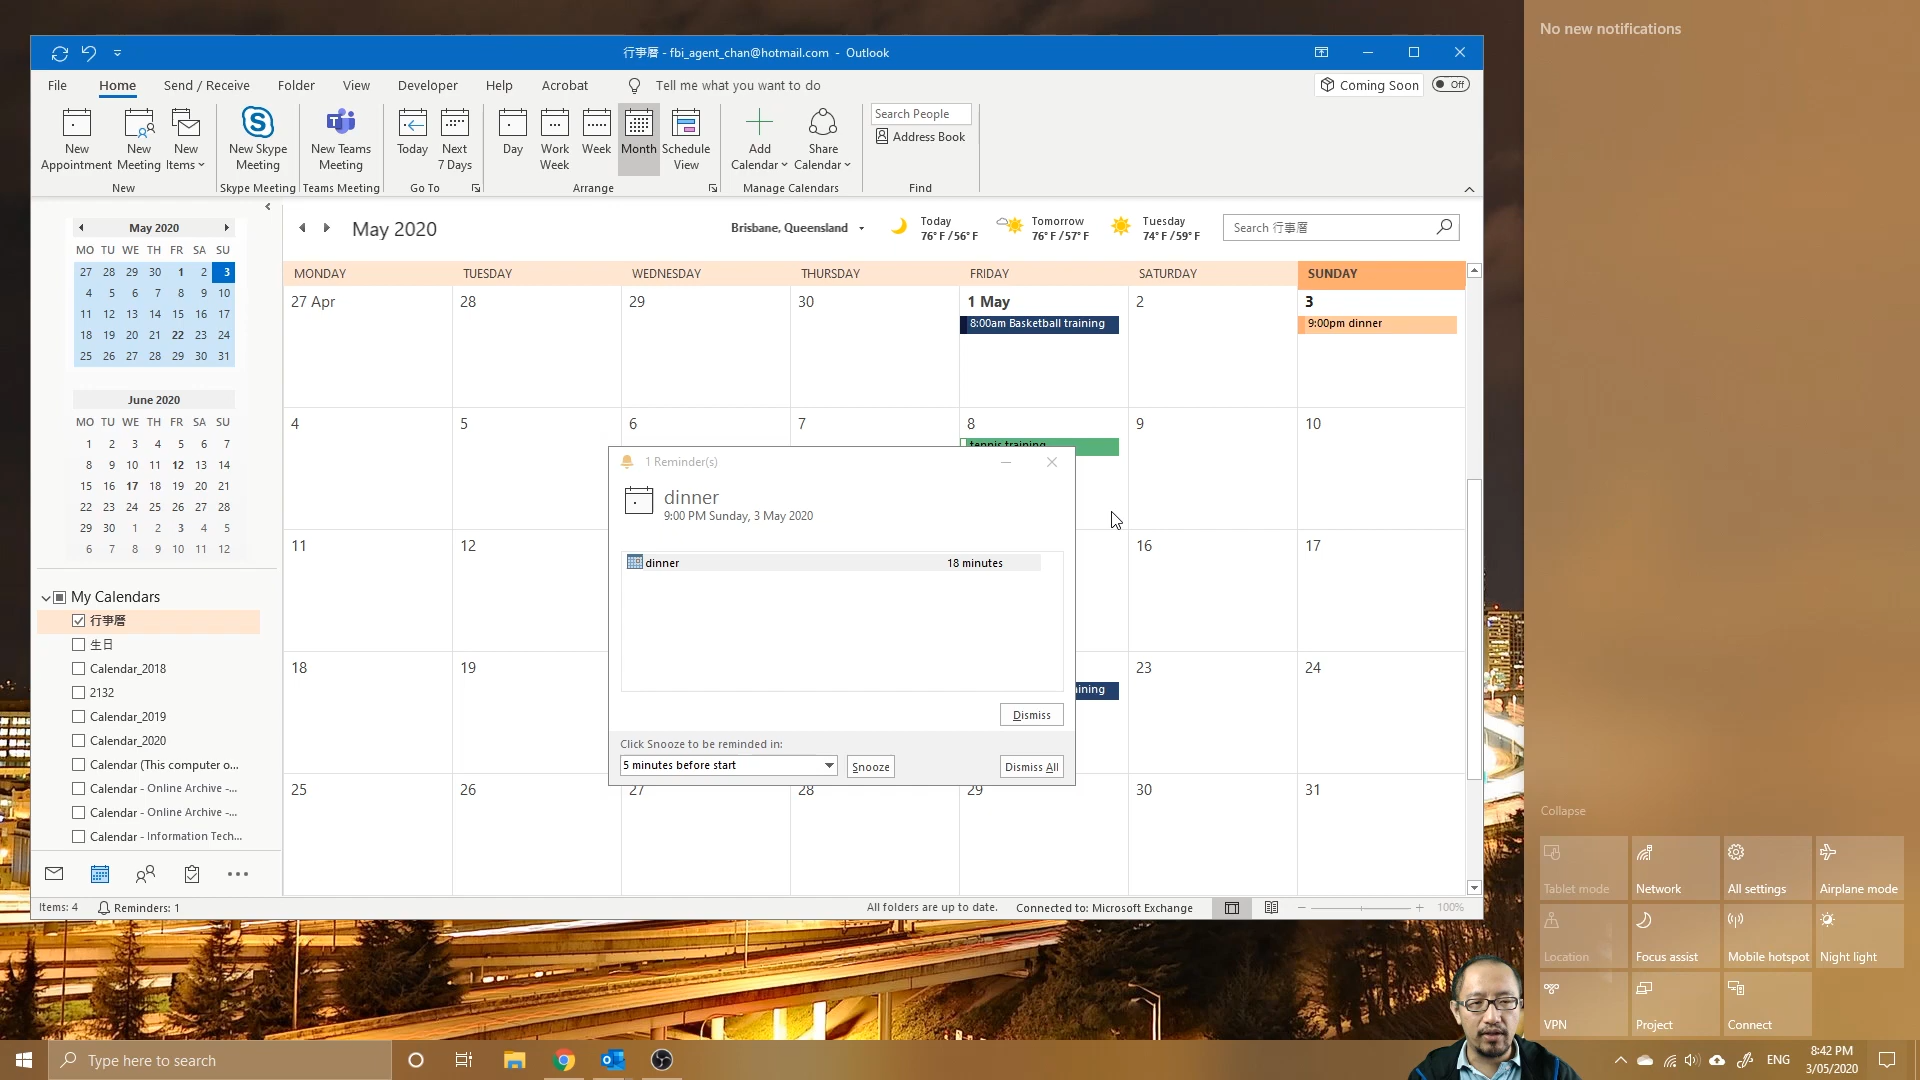 No new notifications
行事曆 - fbi_agent_chan@hotmail.com - Outlook
File Home Send / Receive Folder View Developer Help Acrobat Tell me what you want to do Coming Soon Off
New Appointment
New Meeting
New Items
New Skype Meeting
New Teams Meeting
Today
Next 7 Days
Day
Work Week
Week
Month
Schedule View
Add Calendar
Share Calendar
Search People
Address Book
New Skype Meeting Teams Meeting Go To Arrange Manage Calendars Find
May 2020
MO TU WE TH FR SA SU
27 28 29 30 1 2 3
4 5 6 7 8 9 10
11 12 13 14 15 16 17
18 19 20 21 22 23 24
25 26 27 28 29 30 31
June 2020
MO TU WE TH FR SA SU
1 2 3 4 5 6 7
8 9 10 11 12 13 14
15 16 17 18 19 20 21
22 23 24 25 26 27 28
29 30 1 2 3 4 5
6 7 8 9 10 11 12
My Calendars
行事曆
生日
Calendar_2018
2132
Calendar_2019
Calendar_2020
Calendar (This computer o...
Calendar - Online Archive -...
Calendar - Online Archive -...
Calendar - Information Tech...
May 2020
Brisbane, Queensland
Today
76° F / 56° F
Tomorrow
76° F / 57° F
Tuesday
74° F / 59° F
Search 行事曆
MONDAY TUESDAY WEDNESDAY THURSDAY FRIDAY SATURDAY SUNDAY
27 Apr 28 29 30 1 May 2 3
8:00am Basketball training
9:00pm dinner
4 5 6 7 8 9 10
tennis training
11 12 16 17
18 19 23 24
ining
25 26 27 28 29 30 31
1 Reminder(s)
dinner
9:00 PM Sunday, 3 May 2020
dinner 18 minutes
Dismiss
Click Snooze to be reminded in:
5 minutes before start
Snooze
Dismiss All
Items: 4 Reminders: 1 All folders are up to date. Connected to: Microsoft Exchange 100%
Collapse
Tablet mode Network All settings Airplane mode
Location Focus assist Mobile hotspot Night light
VPN Project Connect
Type here to search
ENG
8:42 PM
3/05/2020